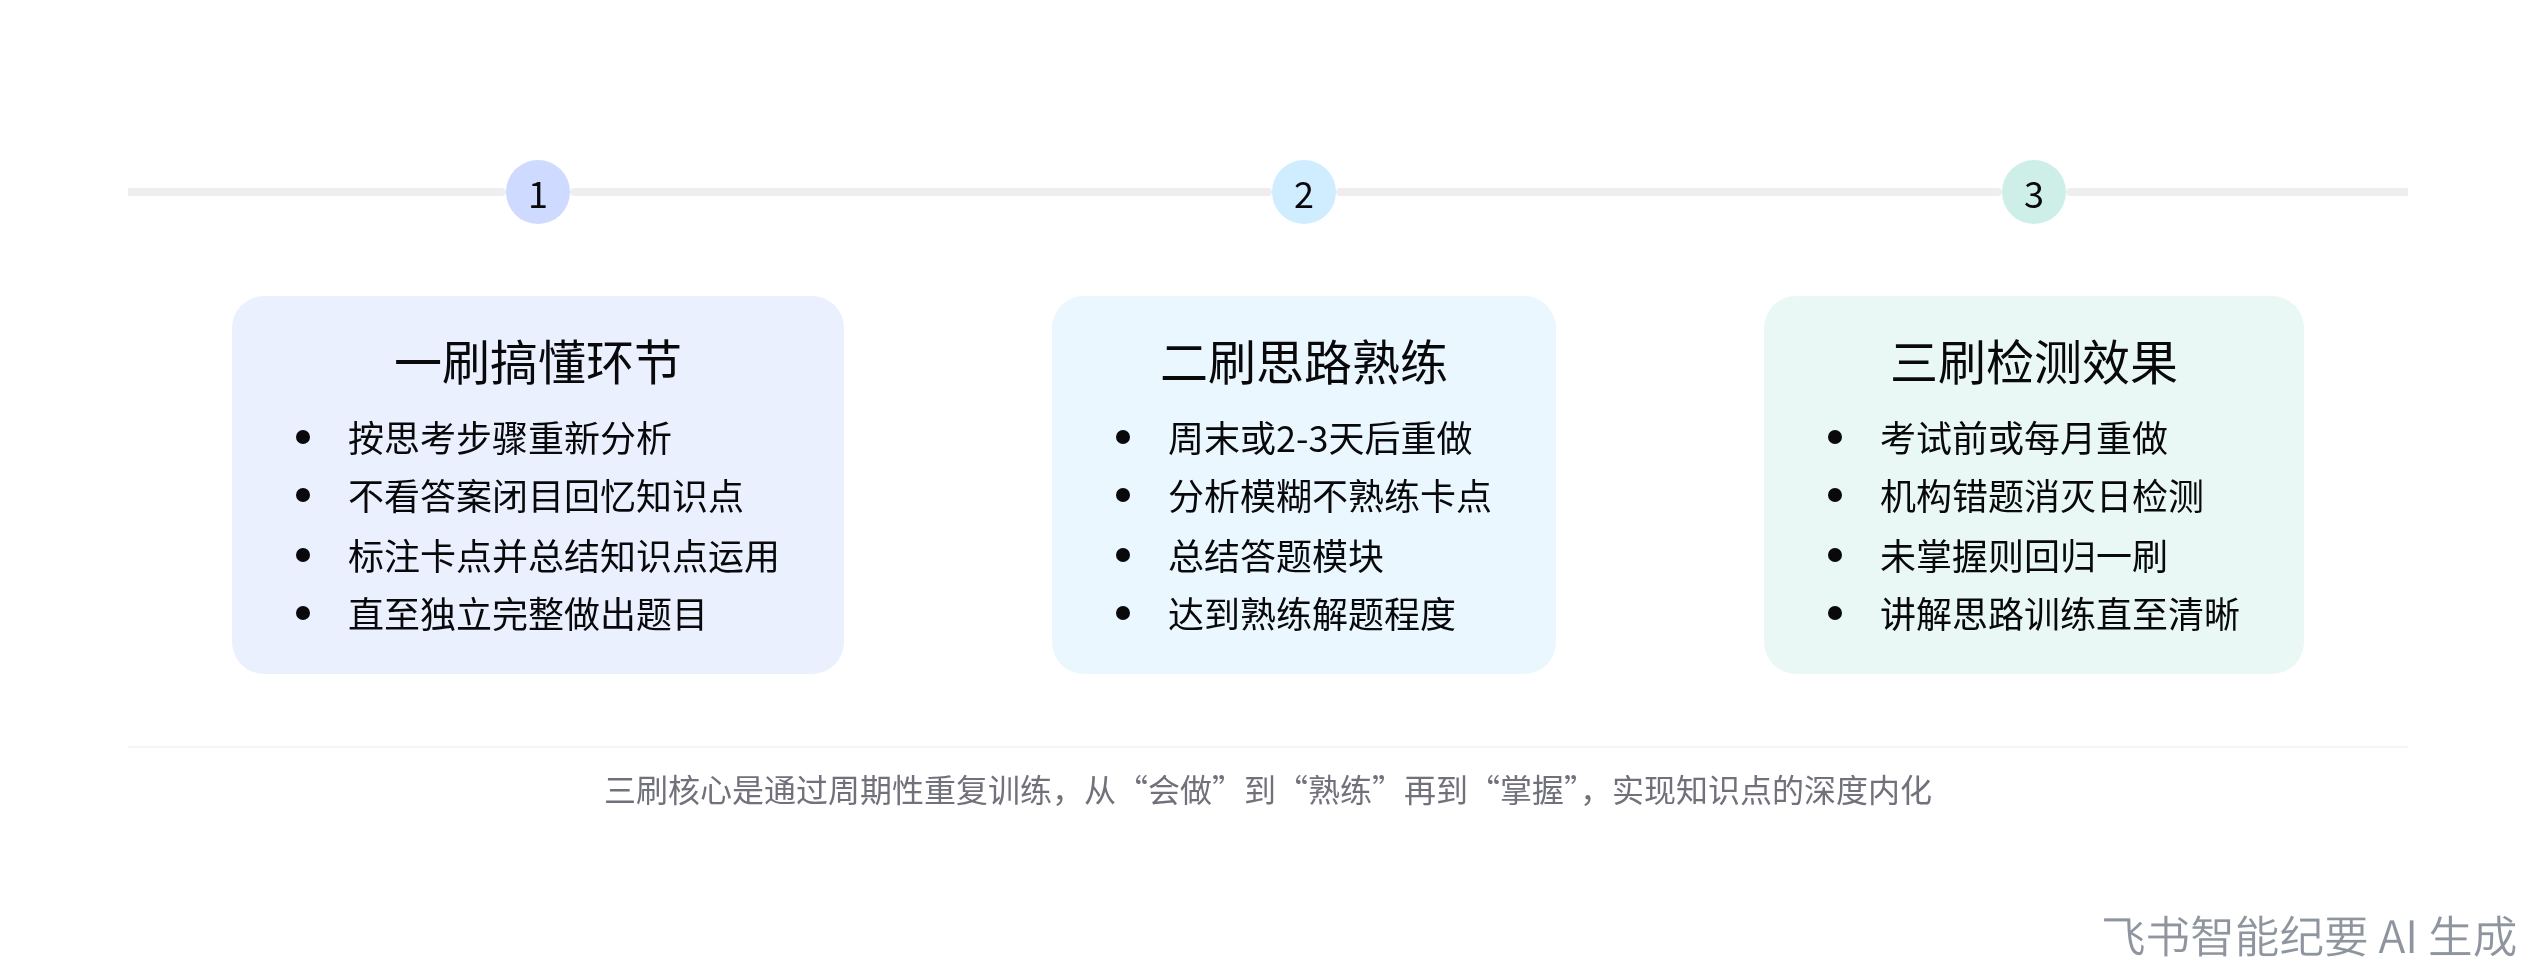 1
2
3
一刷搞懂环节
按思考步骤重新分析
不看答案闭目回忆知识点
标注卡点并总结知识点运用
直至独立完整做出题目
二刷思路熟练
周末或2-3天后重做
分析模糊不熟练卡点
总结答题模块
达到熟练解题程度
三刷检测效果
考试前或每月重做
机构错题消灭日检测
未掌握则回归一刷
讲解思路训练直至清晰
三刷核心是通过周期性重复训练，从“会做”到“熟练”再到“掌握”，实现知识点的深度内化
飞书智能纪要 AI 生成